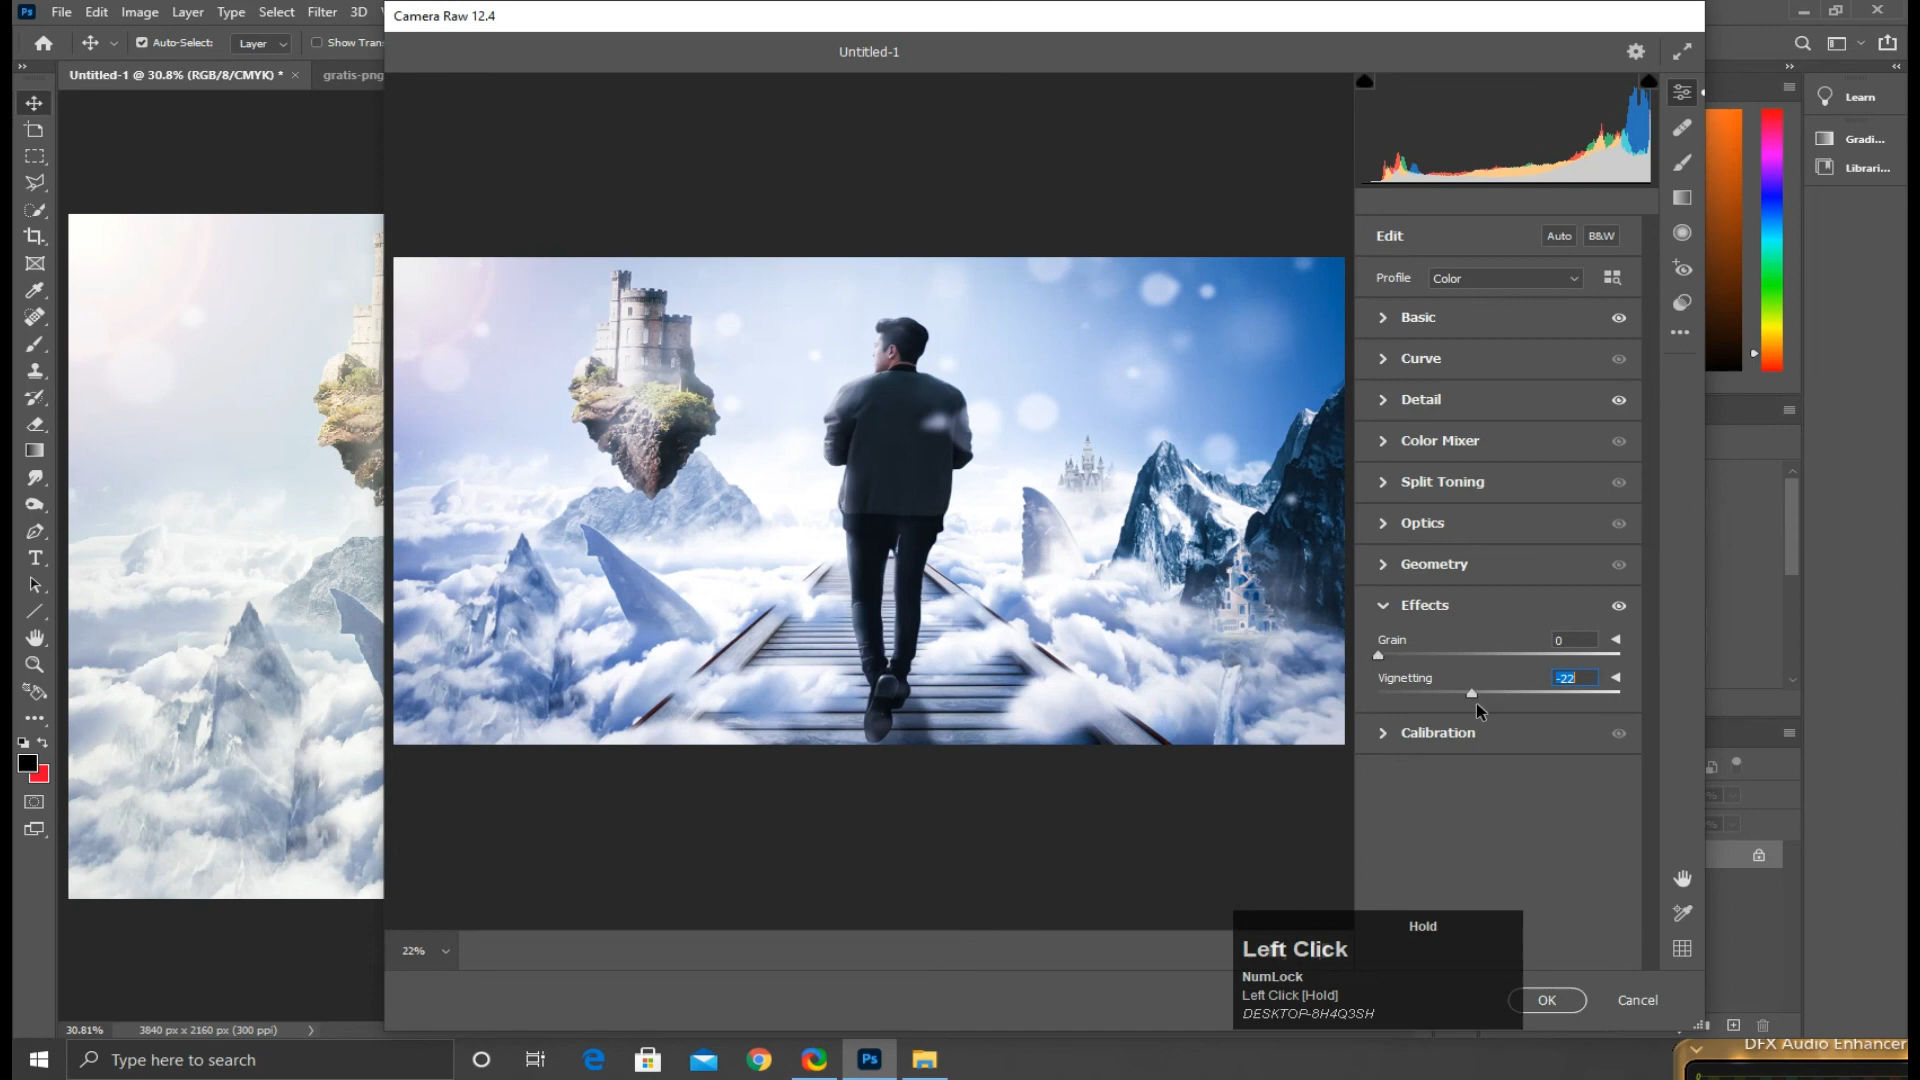 Ps File Edit Image Layer Type Select Filter 3D
Camera Raw 12.4
Auto-Select: Layer Show Tran
Untitled-1
Untitled-1 @ 30.8% (RGB/8/CMYK) * × gratis-png
Learn
Gradi...
Librari...
Edit Auto B&W
Profile Color
Basic
Curve
Detail
Color Mixer
Split Toning
Optics
Geometry
Effects
Grain 0
Vignetting -22
Calibration
22%
Hold
Left Click
NumLock
Left Click [Hold]
DESKTOP-8H4Q3SH
OK Cancel
30.81% 3840 px x 2160 px (300 ppi)
Type here to search
Ps
DFX Audio Enhancer